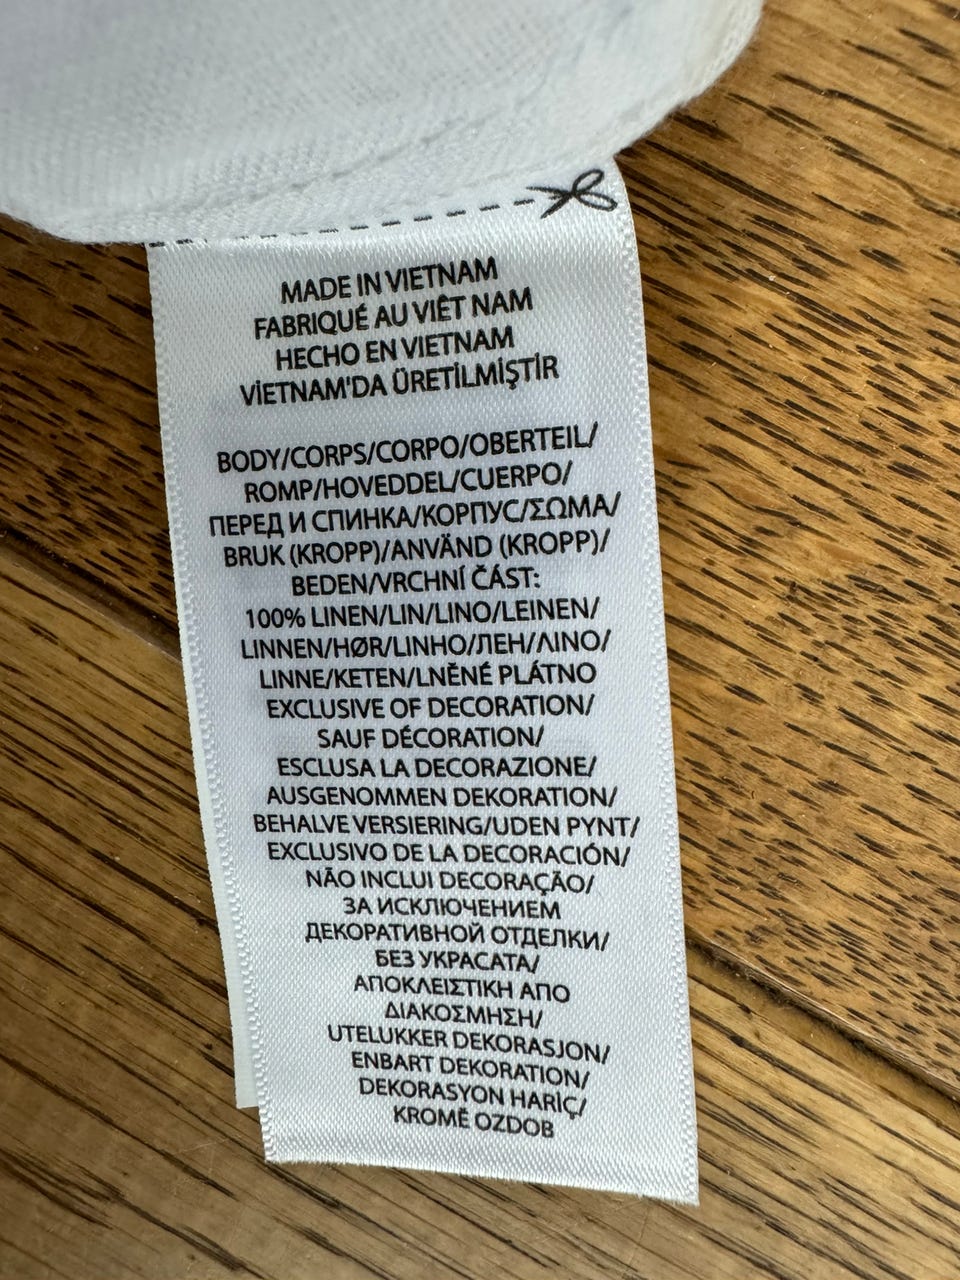 MADE IN VIETNAM
FABRIQUÉ AU VIÊT NAM
HECHO EN VIETNAM
VİETNAM'DA ÜRETİLMİŞTİR
BODY/CORPS/CORPO/OBERTEIL/
ROMP/HOVEDDEL/CUERPO/
ПЕРЕД И СПИНКА/КОРПУС/ΣΩΜΑ/
BRUK (KROPP)/ANVÄND (KROPP)/
BEDEN/VRCHNÍ ČÁST:
100% LINEN/LIN/LINO/LEINEN/
LINNEN/HØR/LINHO/ЛЕН/ΛΙΝΟ/
LINNE/KETEN/LNĚNÉ PLÁTNO
EXCLUSIVE OF DECORATION/
SAUF DÉCORATION/
ESCLUSA LA DECORAZIONE/
AUSGENOMMEN DEKORATION/
BEHALVE VERSIERING/UDEN PYNT/
EXCLUSIVO DE LA DECORACIÓN/
NÃO INCLUI DECORAÇÃO/
ЗА ИСКЛЮЧЕНИЕМ
ДЕКОРАТИВНОЙ ОТДЕЛКИ/
БЕЗ УКРАСАТА/
ΑΠΟΚΛΕΙΣΤΙΚΗ ΑΠΟ
ΔΙΑΚΟΣΜΗΣΗ/
UTELUKKER DEKORASJON/
ENBART DEKORATION/
DEKORASYON HARİÇ/
KROMĚ OZDOB